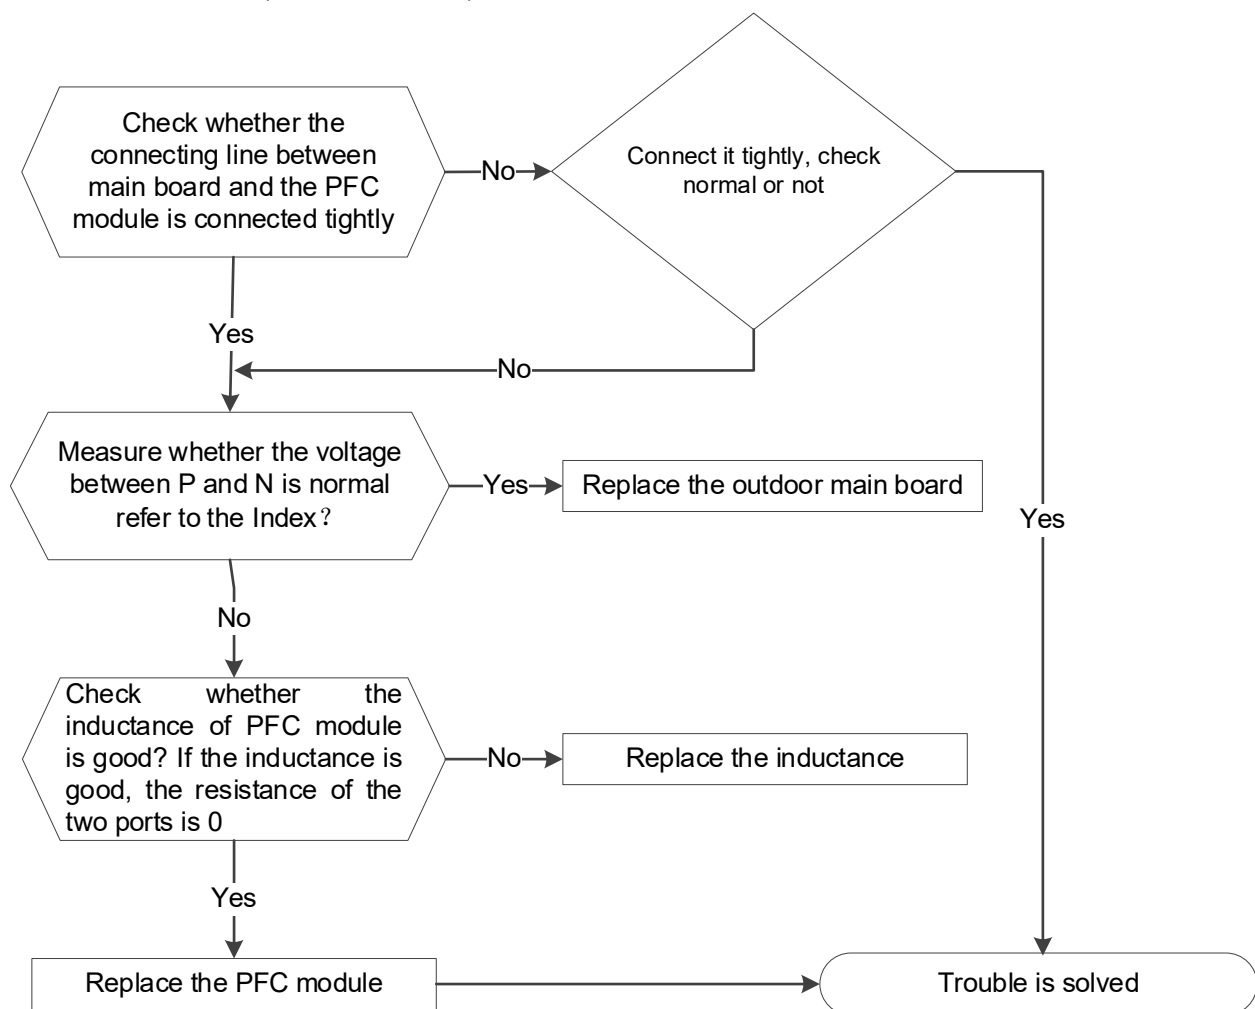 Check whether the
connecting line between
main board and the PFC
module is connected tightly
No
Connect it tightly, check
normal or not
Yes
No
Measure whether the voltage
between P and N is normal
refer to the Index？
Yes
Replace the outdoor main board
Yes
No
Check whether the
inductance of PFC module
is good? If the inductance is
good, the resistance of the
two ports is 0
No
Replace the inductance
Yes
Replace the PFC module
Trouble is solved